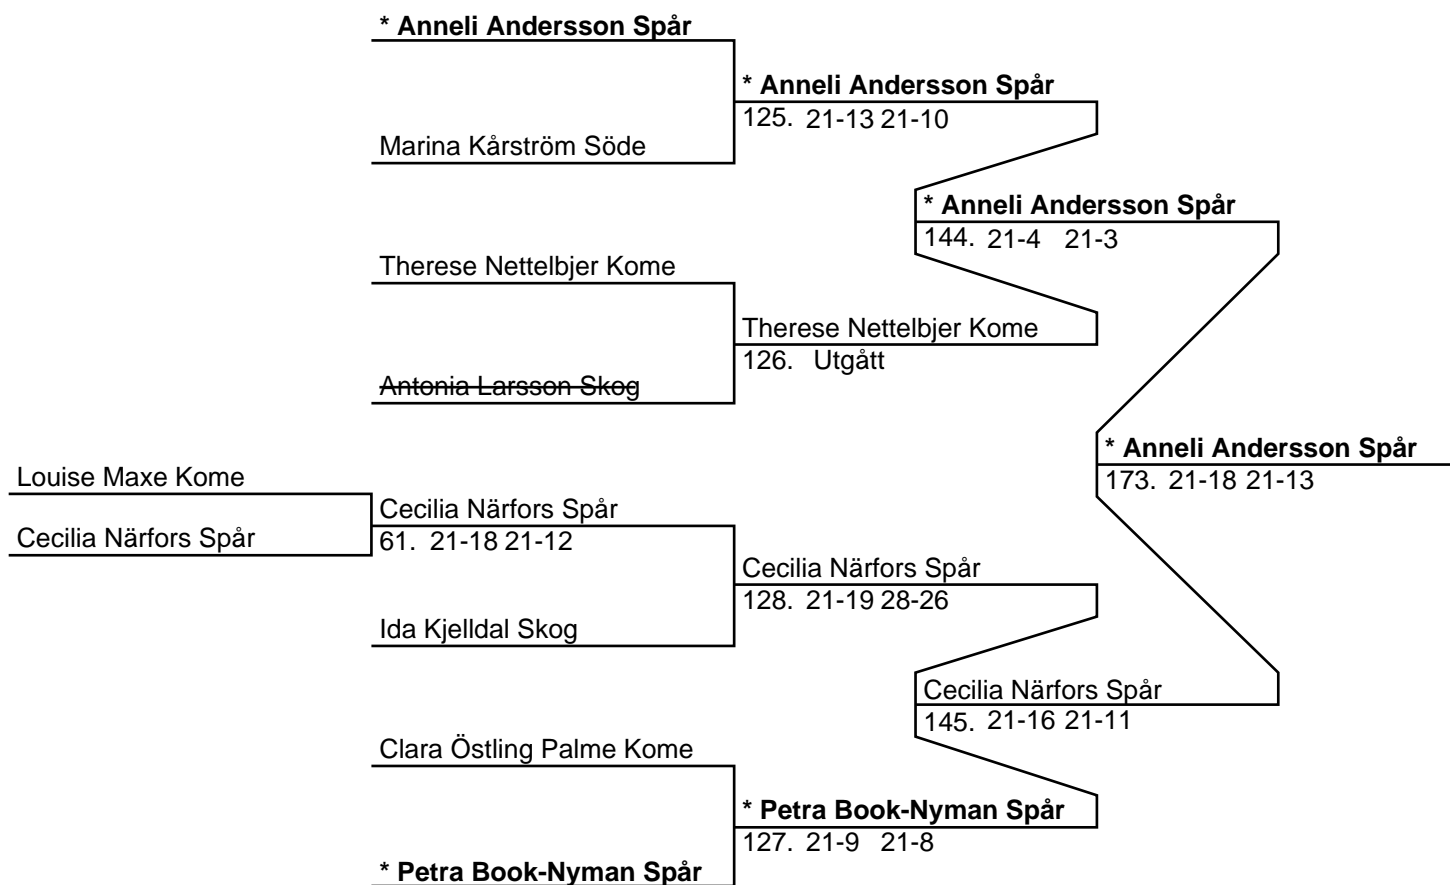 * Anneli Andersson Spår
* Anneli Andersson Spår
125. 21-13 21-10
Marina Kårström Söde
* Anneli Andersson Spår
144. 21-4 21-3
Therese Nettelbjer Kome
Therese Nettelbjer Kome
126. Utgått
Antonia Larsson Skog
* Anneli Andersson Spår
173. 21-18 21-13
Louise Maxe Kome
Cecilia Närfors Spår
61. 21-18 21-12
Cecilia Närfors Spår
Cecilia Närfors Spår
128. 21-19 28-26
Ida Kjelldal Skog
Cecilia Närfors Spår
145. 21-16 21-11
Clara Östling Palme Kome
* Petra Book-Nyman Spår
127. 21-9 21-8
* Petra Book-Nyman Spår